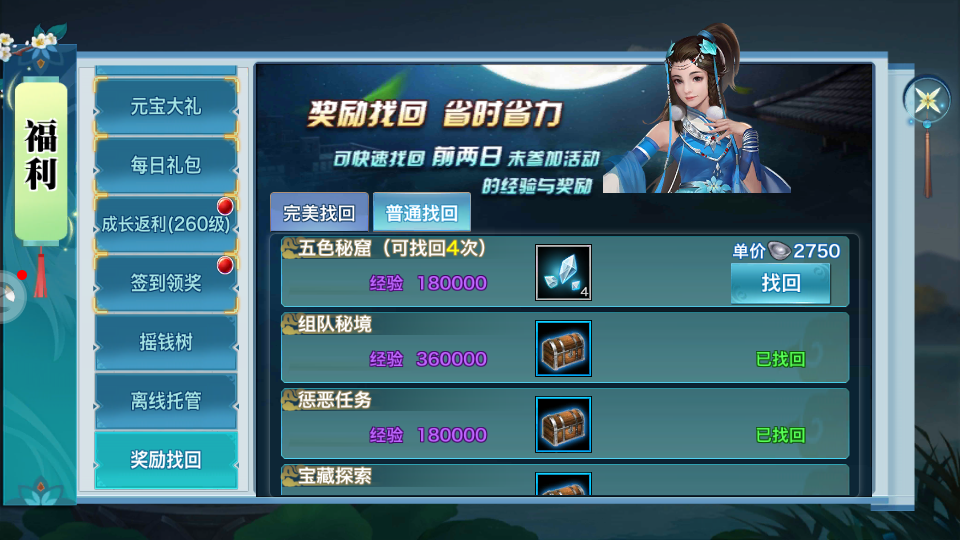 福利
元宝大礼
每日礼包
成长返利(260级)
签到领奖
摇钱树
离线托管
奖励找回
奖励找回 省时省力
可快速找回 前两日 未参加活动
的经验与奖励
完美找回
普通找回
五色秘窟（可找回4次）
经验 180000
4
单价 2750
找回
组队秘境
经验 360000
已找回
惩恶任务
经验 180000
已找回
宝藏探索